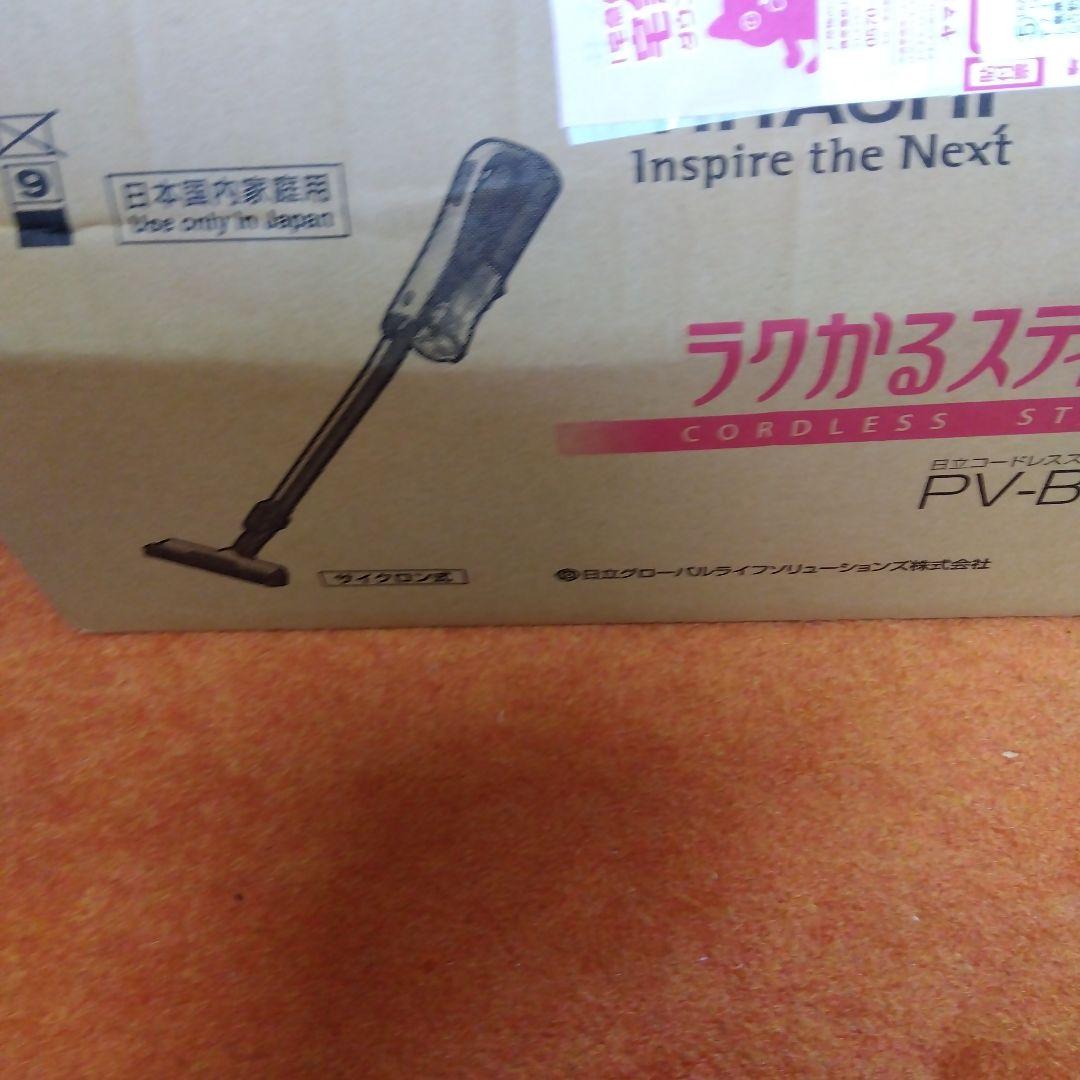 HITACHI
Inspire the Next
9
日本国内家庭用
Use only in Japan
ラクかるステ
CORDLESS ST
日立コードレスス
PV-B
サイクロン式
日立グローバルライフソリューションズ株式会社